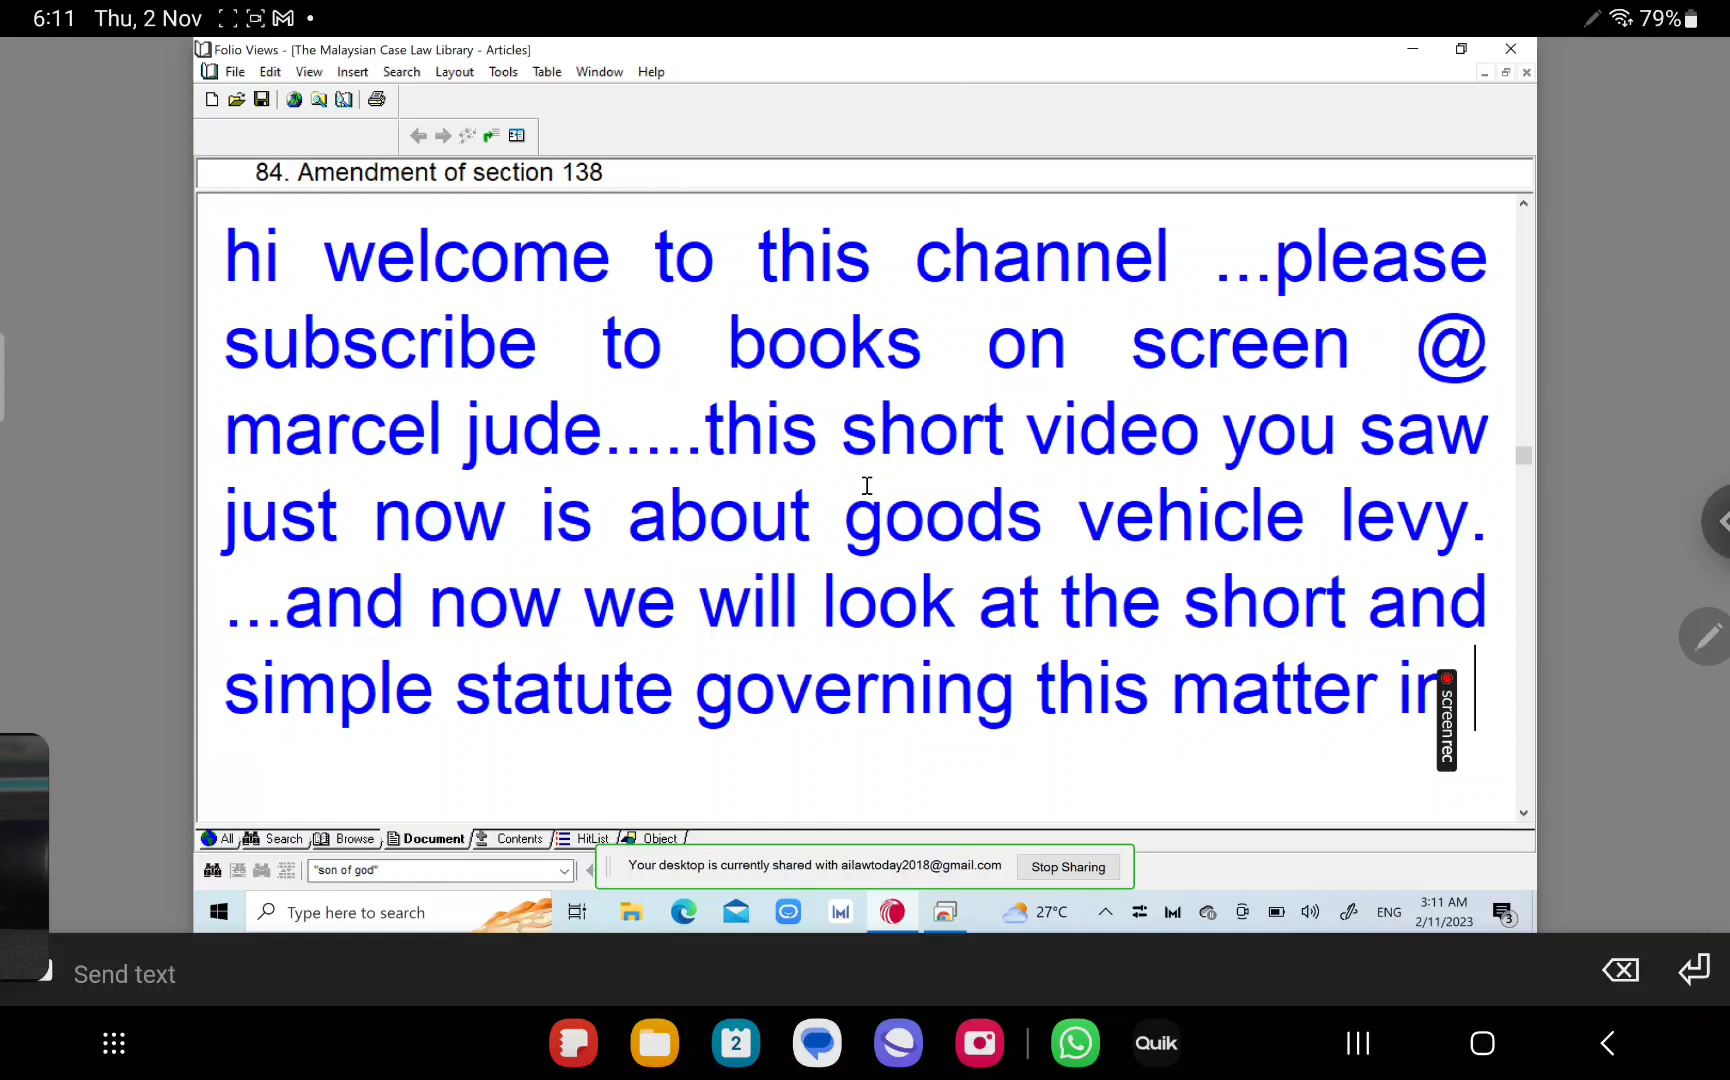 6:11 Thu, 2 Nov
79%
Folio Views - [The Malaysian Case Law Library - Articles]
File Edit View Insert Search Layout Tools Table Window Help
84. Amendment of section 138
hi welcome to this channel ...please
subscribe to books on screen @
marcel jude.....this short video you saw
just now is about goods vehicle levy.
...and now we will look at the short and
simple statute governing this matter in
screen rec
All Search Browse Document Contents HitList Object
"son of god"
Your desktop is currently shared with ailawtoday2018@gmail.com Stop Sharing
Type here to search
27°C
ENG
3:11 AM
2/11/2023
3
Send text
2
Quik